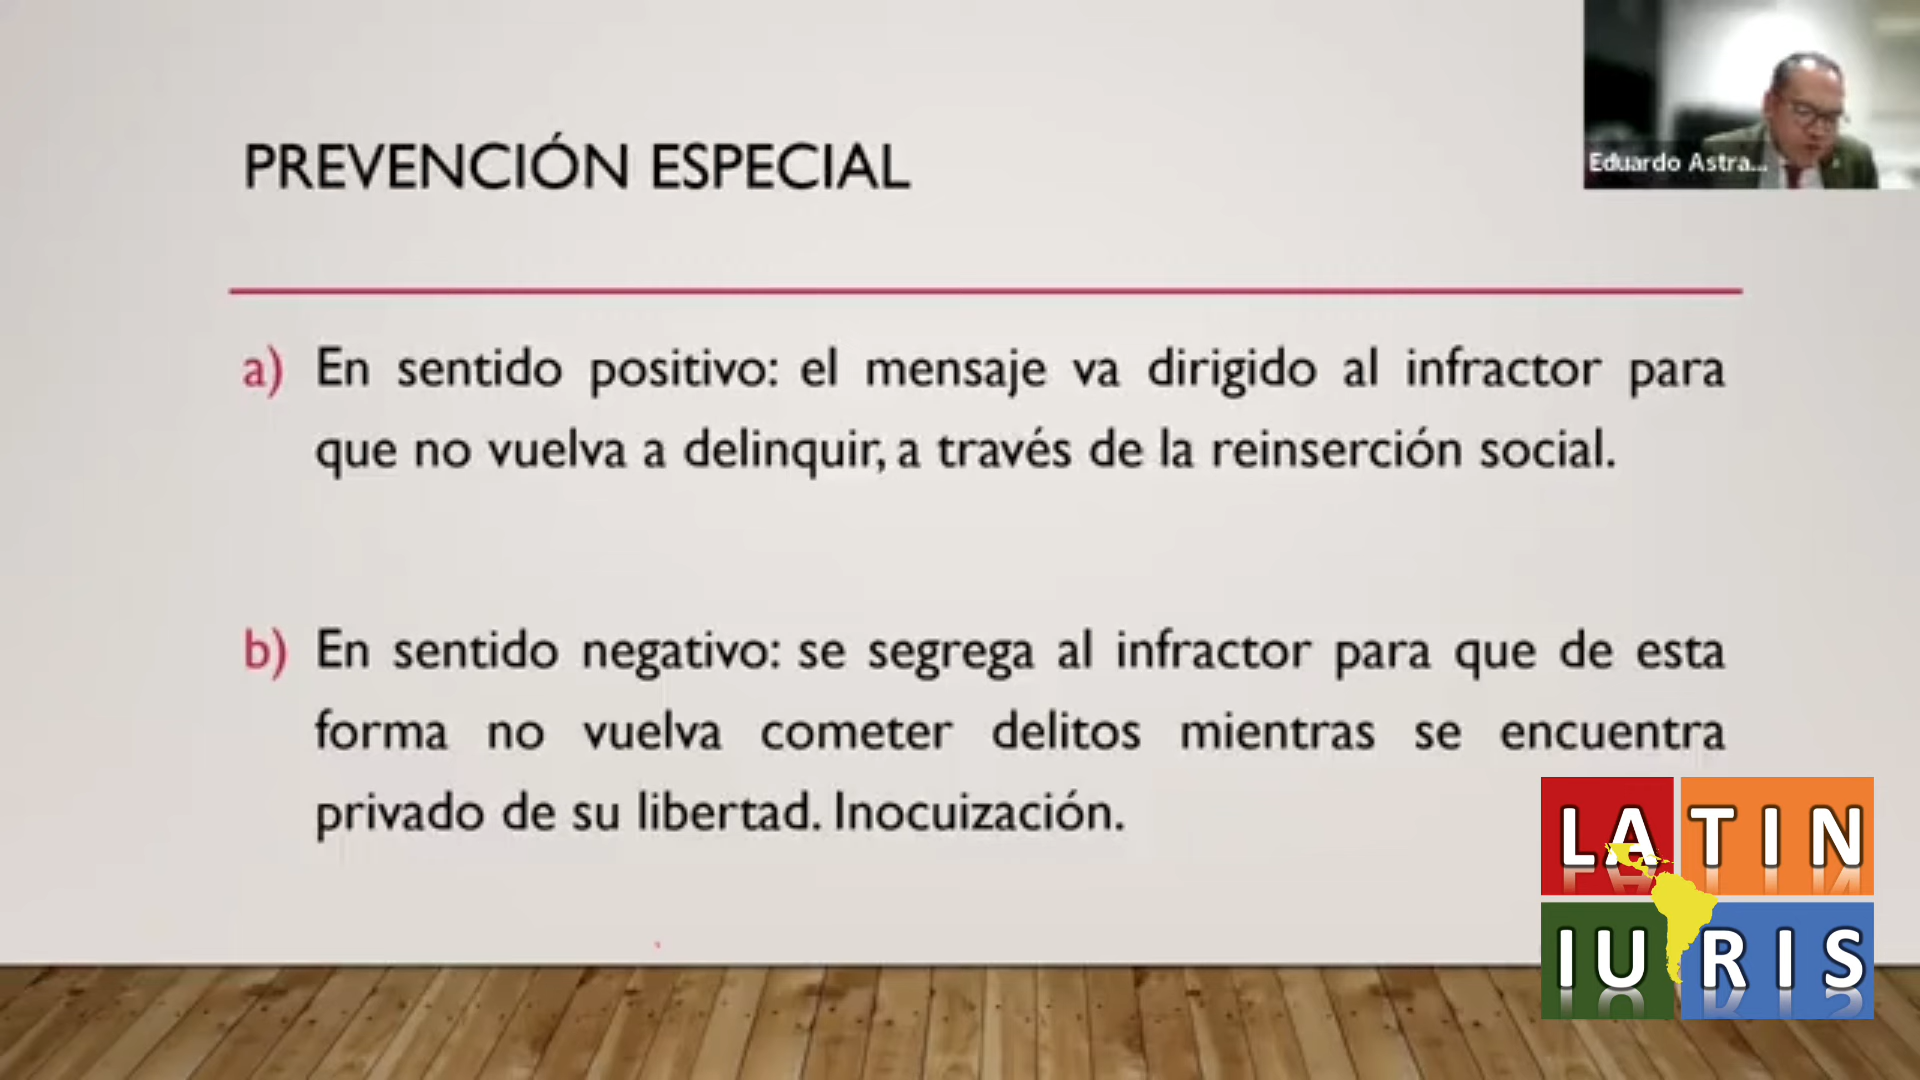 PREVENCIÓN ESPECIAL
Eduardo Astra...
a) En sentido positivo: el mensaje va dirigido al infractor para
que no vuelva a delinquir, a través de la reinserción social.
b) En sentido negativo: se segrega al infractor para que de esta
forma no vuelva cometer delitos mientras se encuentra
privado de su libertad. Inocuización.
LATIN
IURIS